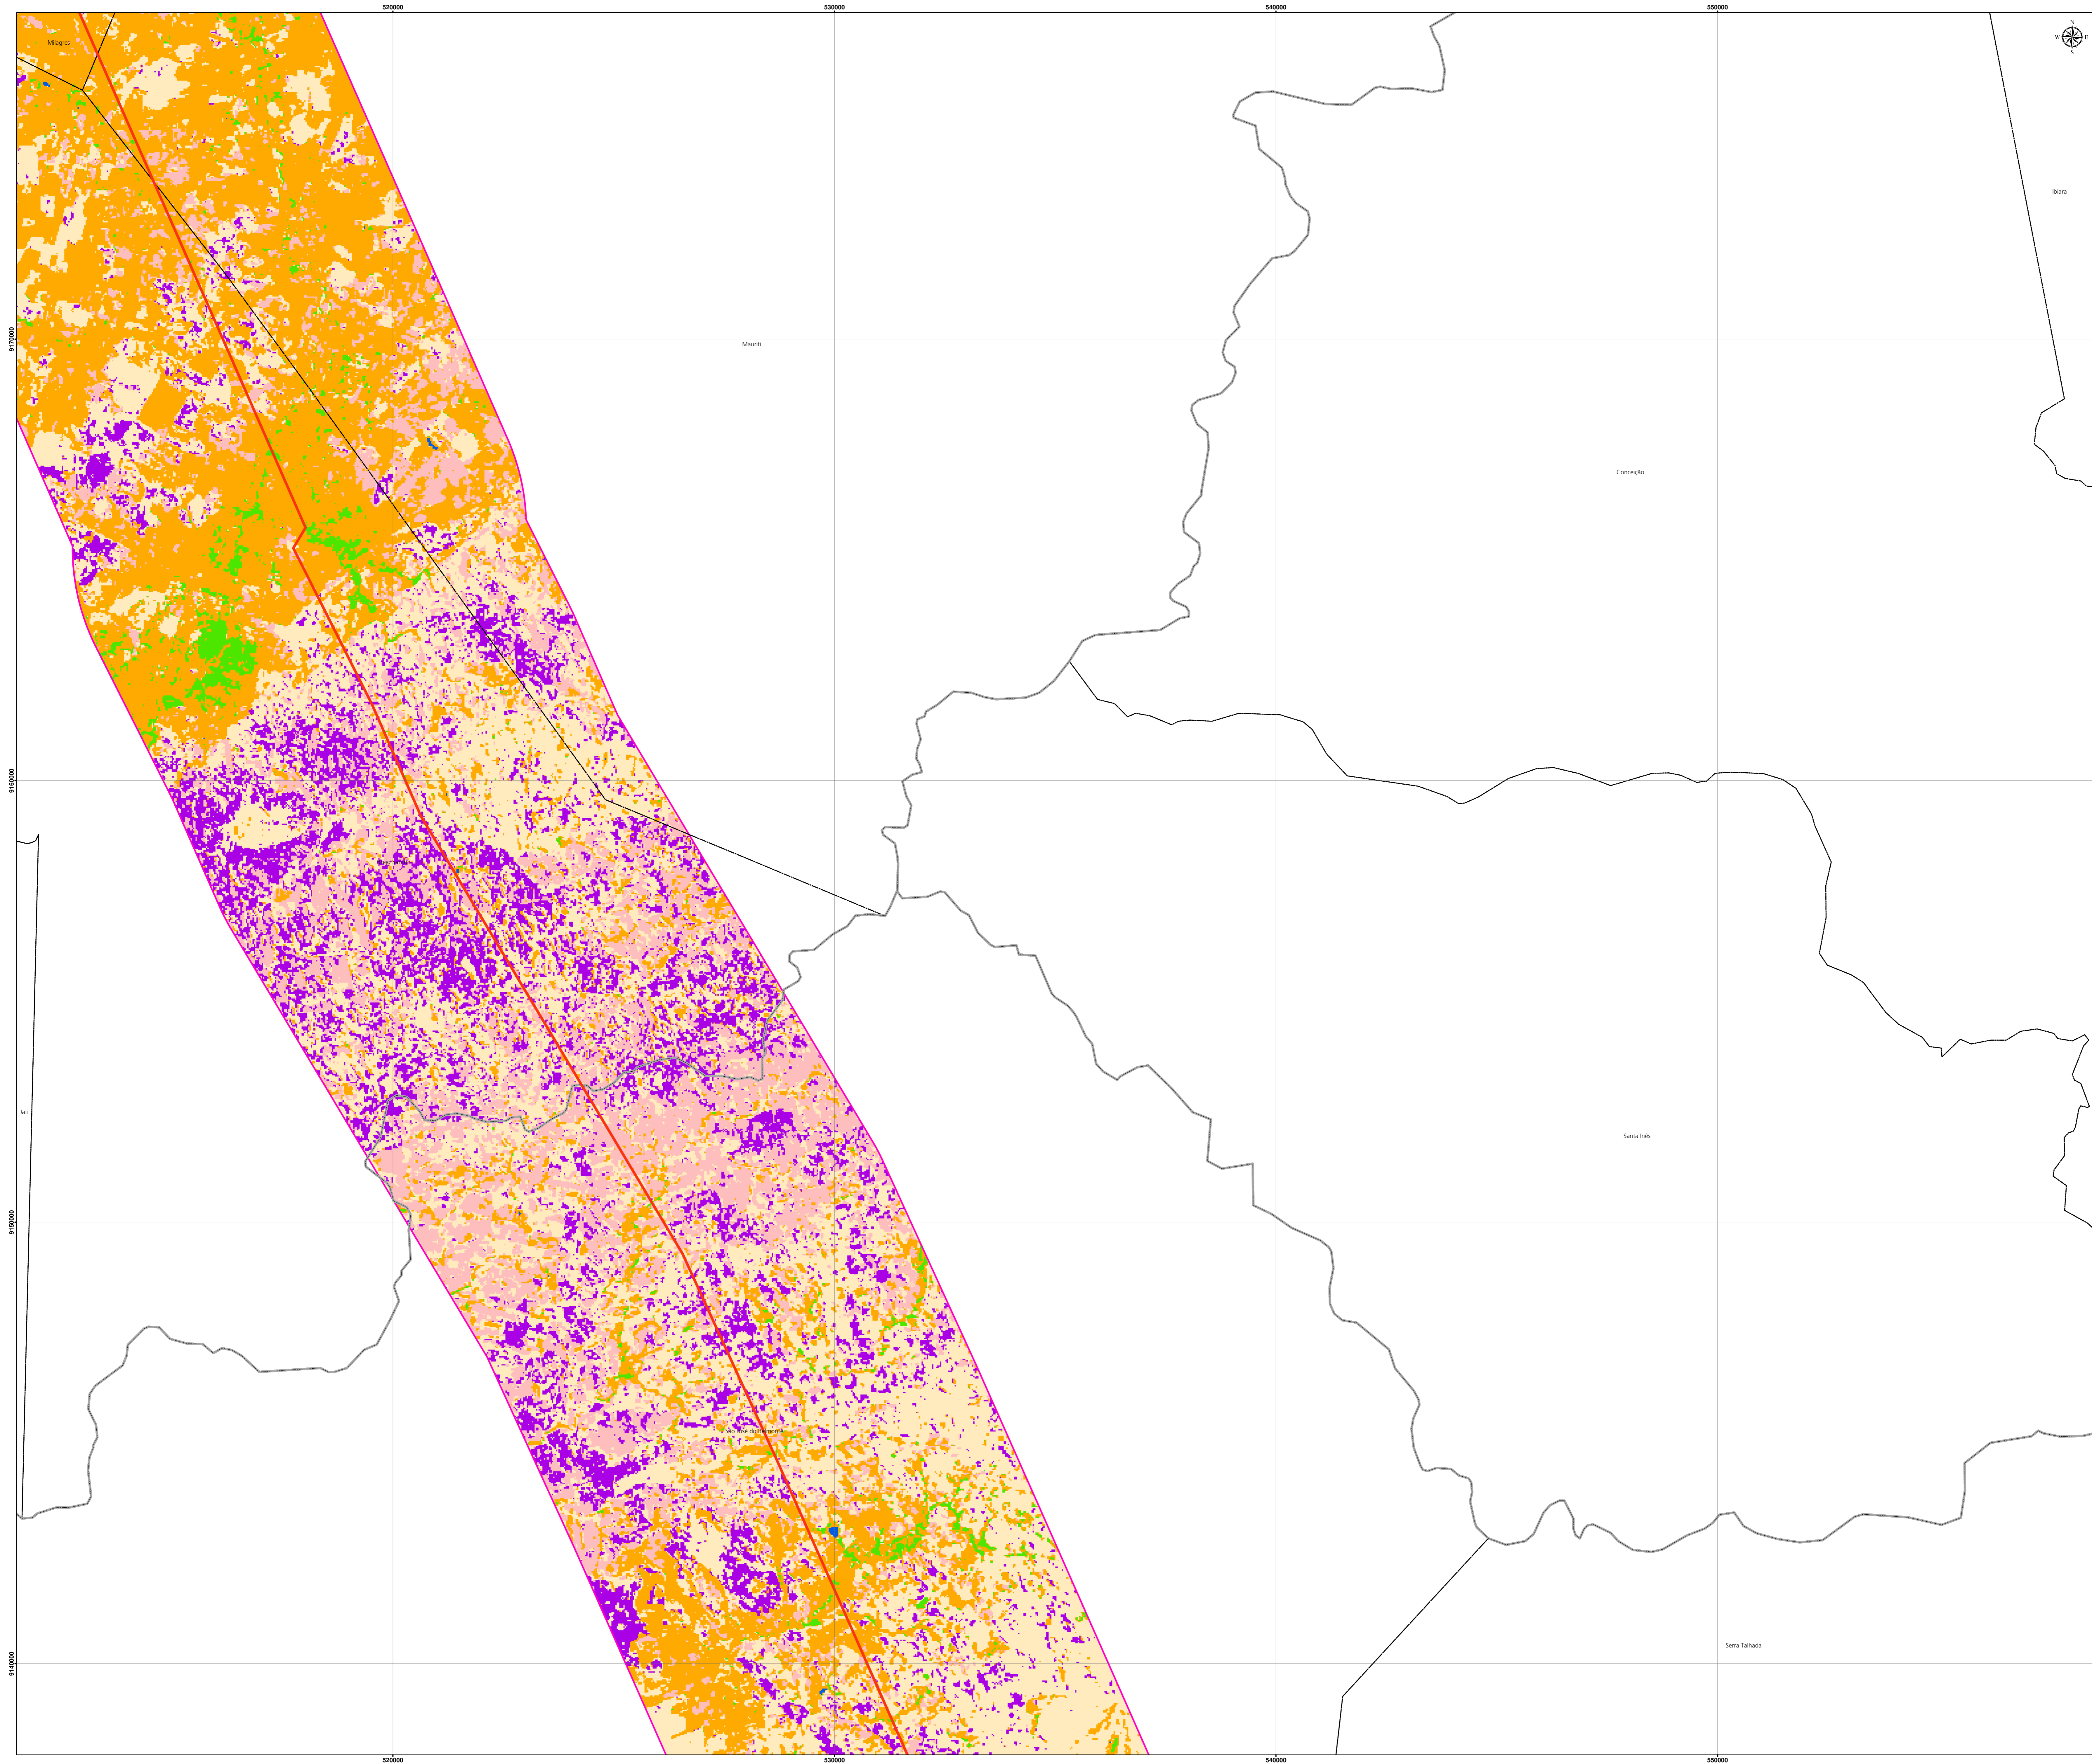 520000
530000
540000
550000
N
W
E
S
Milagres
Ibiara
9170000
Mauriti
Conceição
9160000
Jati
Santa Inês
9150000
São José do Belmonte
Serra Talhada
9140000
520000
530000
540000
550000